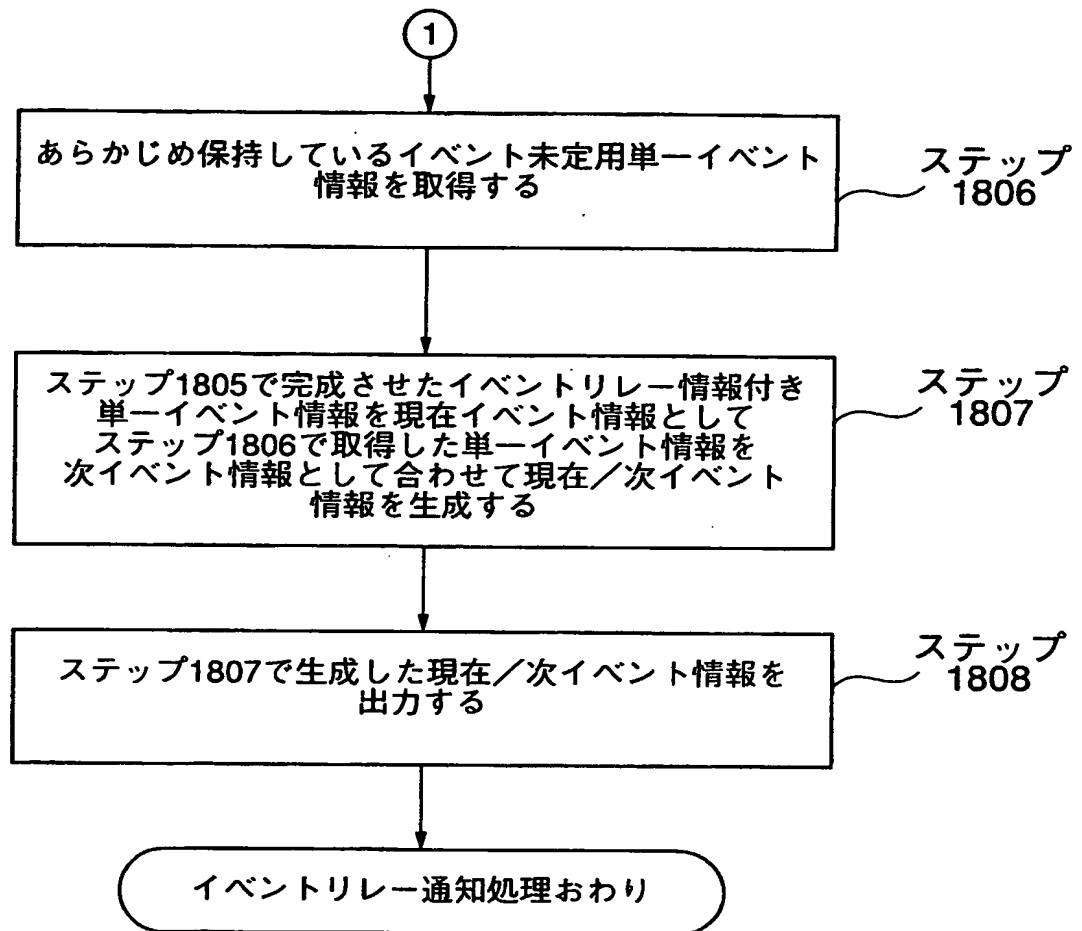 1
あらかじめ保持しているイベント未定用単一イベント
情報を取得する
ステップ
1806
ステップ1805で完成させたイベントリレー情報付き
単一イベント情報を現在イベント情報として
ステップ1806で取得した単一イベント情報を
次イベント情報として合わせて現在／次イベント
情報を生成する
ステップ
1807
ステップ1807で生成した現在／次イベント情報を
出力する
ステップ
1808
イベントリレー通知処理おわり